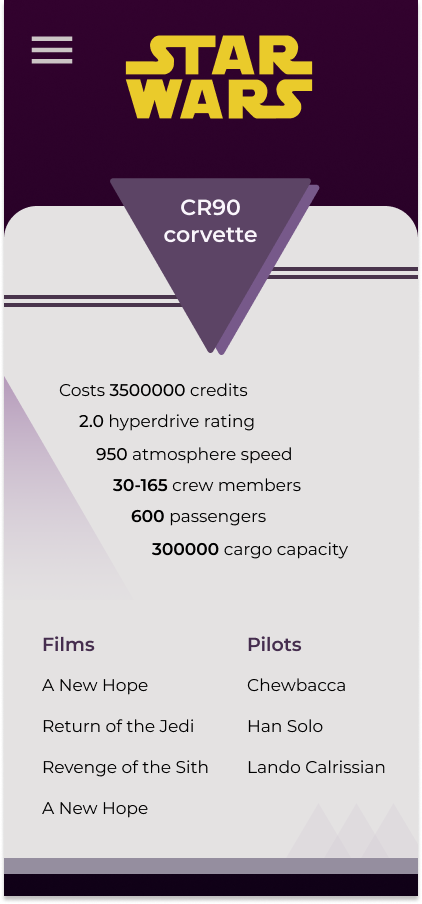 STAR
WARS
CR90
corvette
Costs 3500000 credits
2.0 hyperdrive rating
950 atmosphere speed
30-165 crew members
600 passengers
300000 cargo capacity
Films
Pilots
A New Hope
Chewbacca
Return of the Jedi
Han Solo
Revenge of the Sith
Lando Calrissian
A New Hope